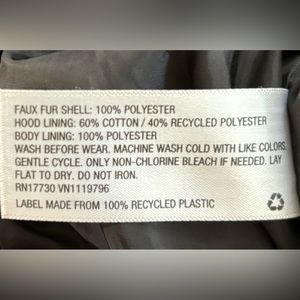 FAUX FUR SHELL: 100% POLYESTER
HOOD LINING: 60% COTTON / 40% RECYCLED POLYESTER
BODY LINING: 100% POLYESTER
WASH BEFORE WEAR. MACHINE WASH COLD WITH LIKE COLORS.
GENTLE CYCLE. ONLY NON-CHLORINE BLEACH IF NEEDED. LAY
FLAT TO DRY. DO NOT IRON.
RN17730 VN1119796
LABEL MADE FROM 100% RECYCLED PLASTIC